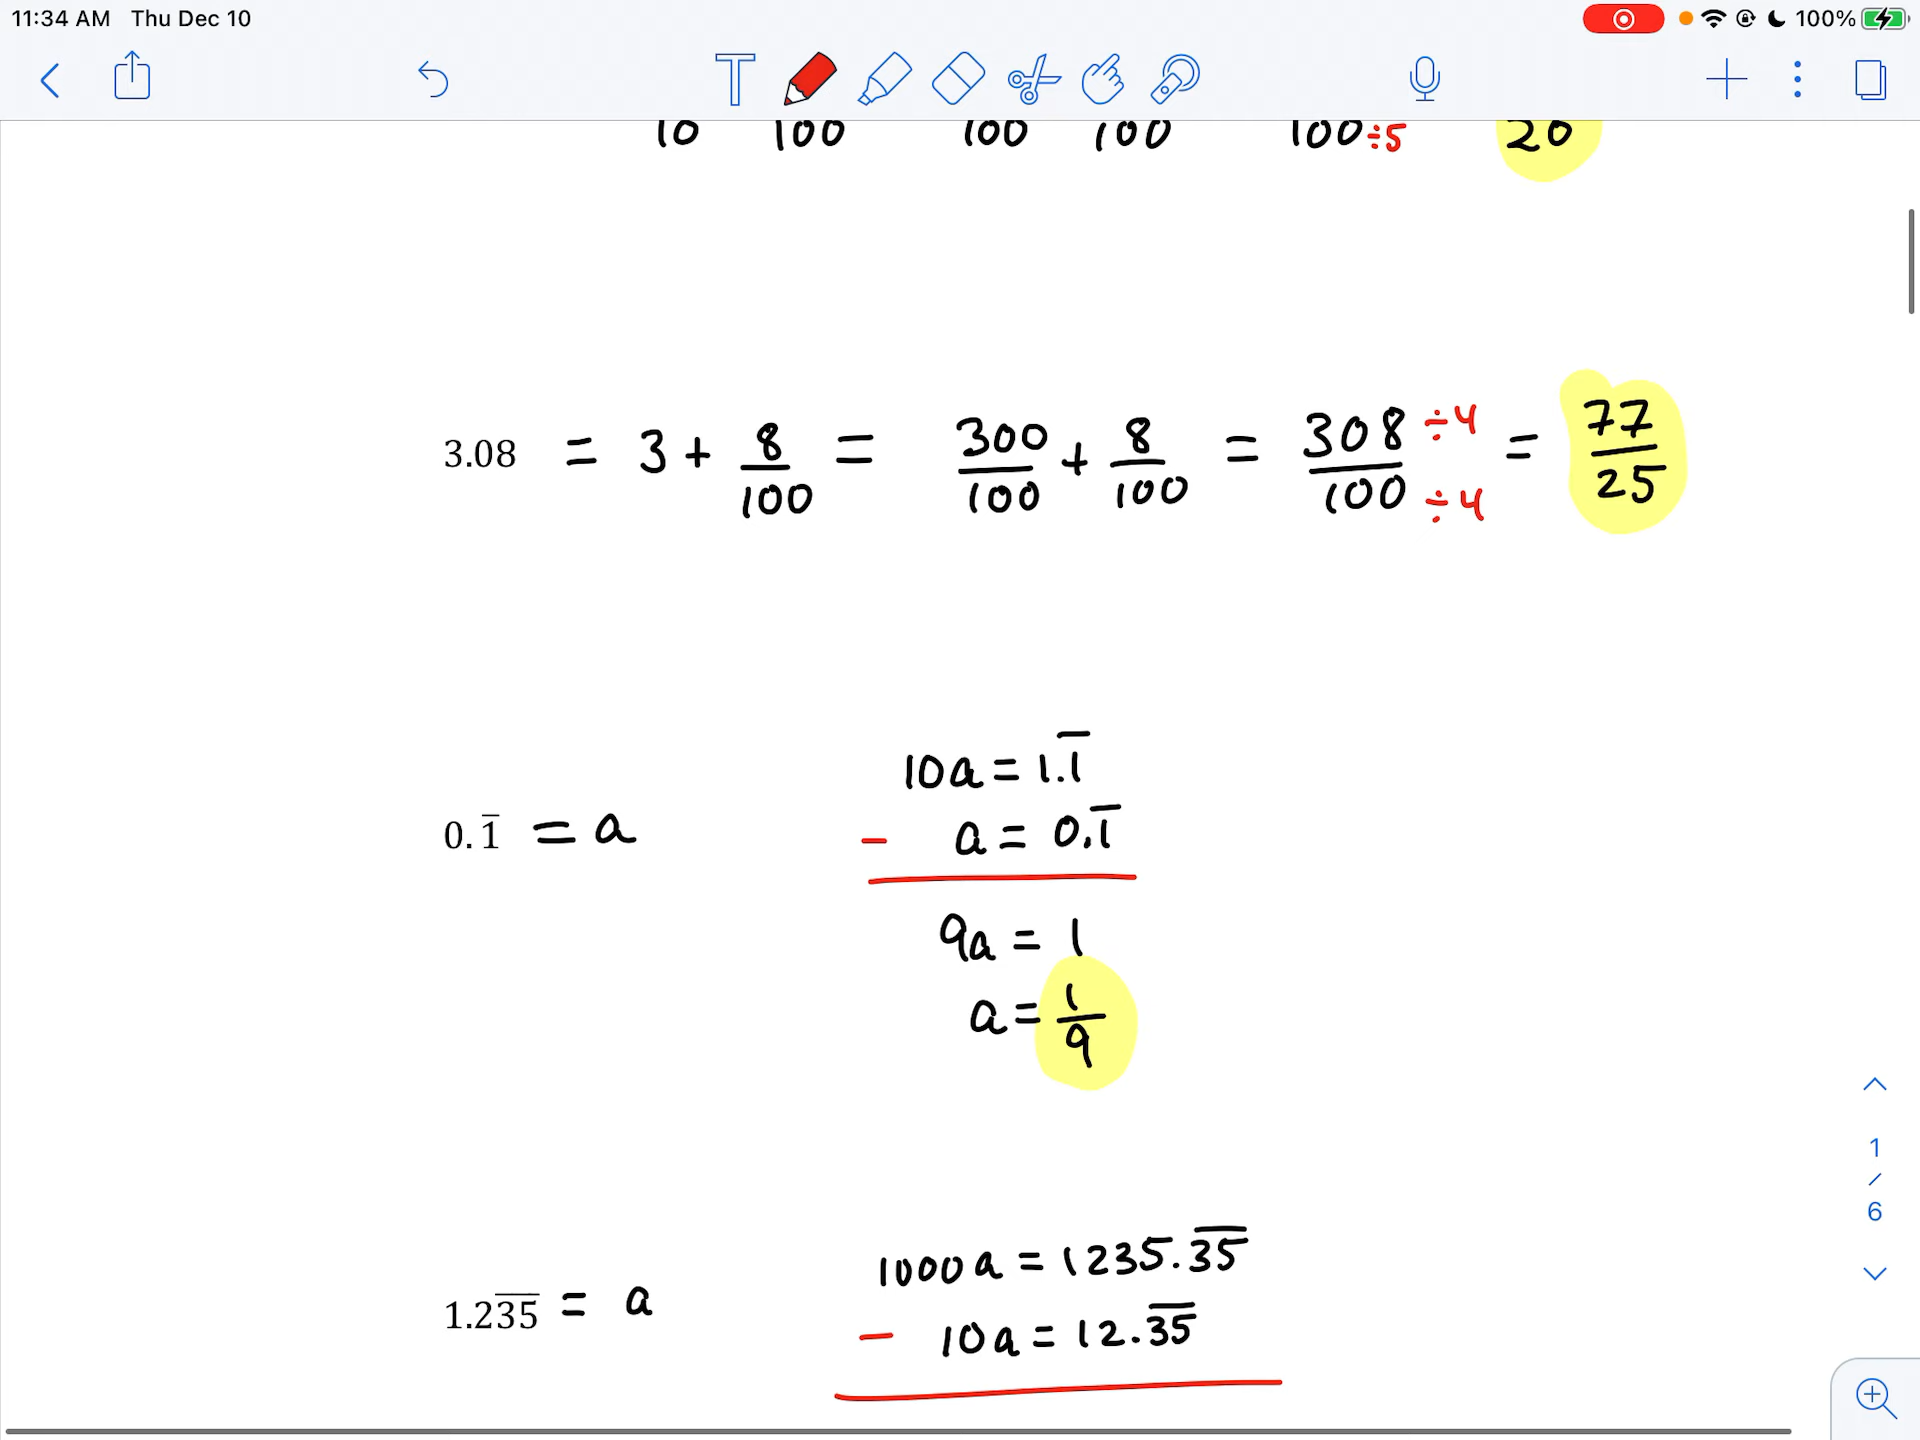 11:34 AM Thu Dec 10 100%
10 100 100 100 100 ÷5 20
3.08 = 3 + 8/100 = 300/100 + 8/100 = 308/100 ÷4 ÷4 = 77/25
10a = 1.1̅
0.1̅ = a
- a = 0.1̅
9a = 1
a = 1/9
1
/
6
1000a = 1235.3̅5̅
1.23̅5̅ = a
- 10a = 12.3̅5̅